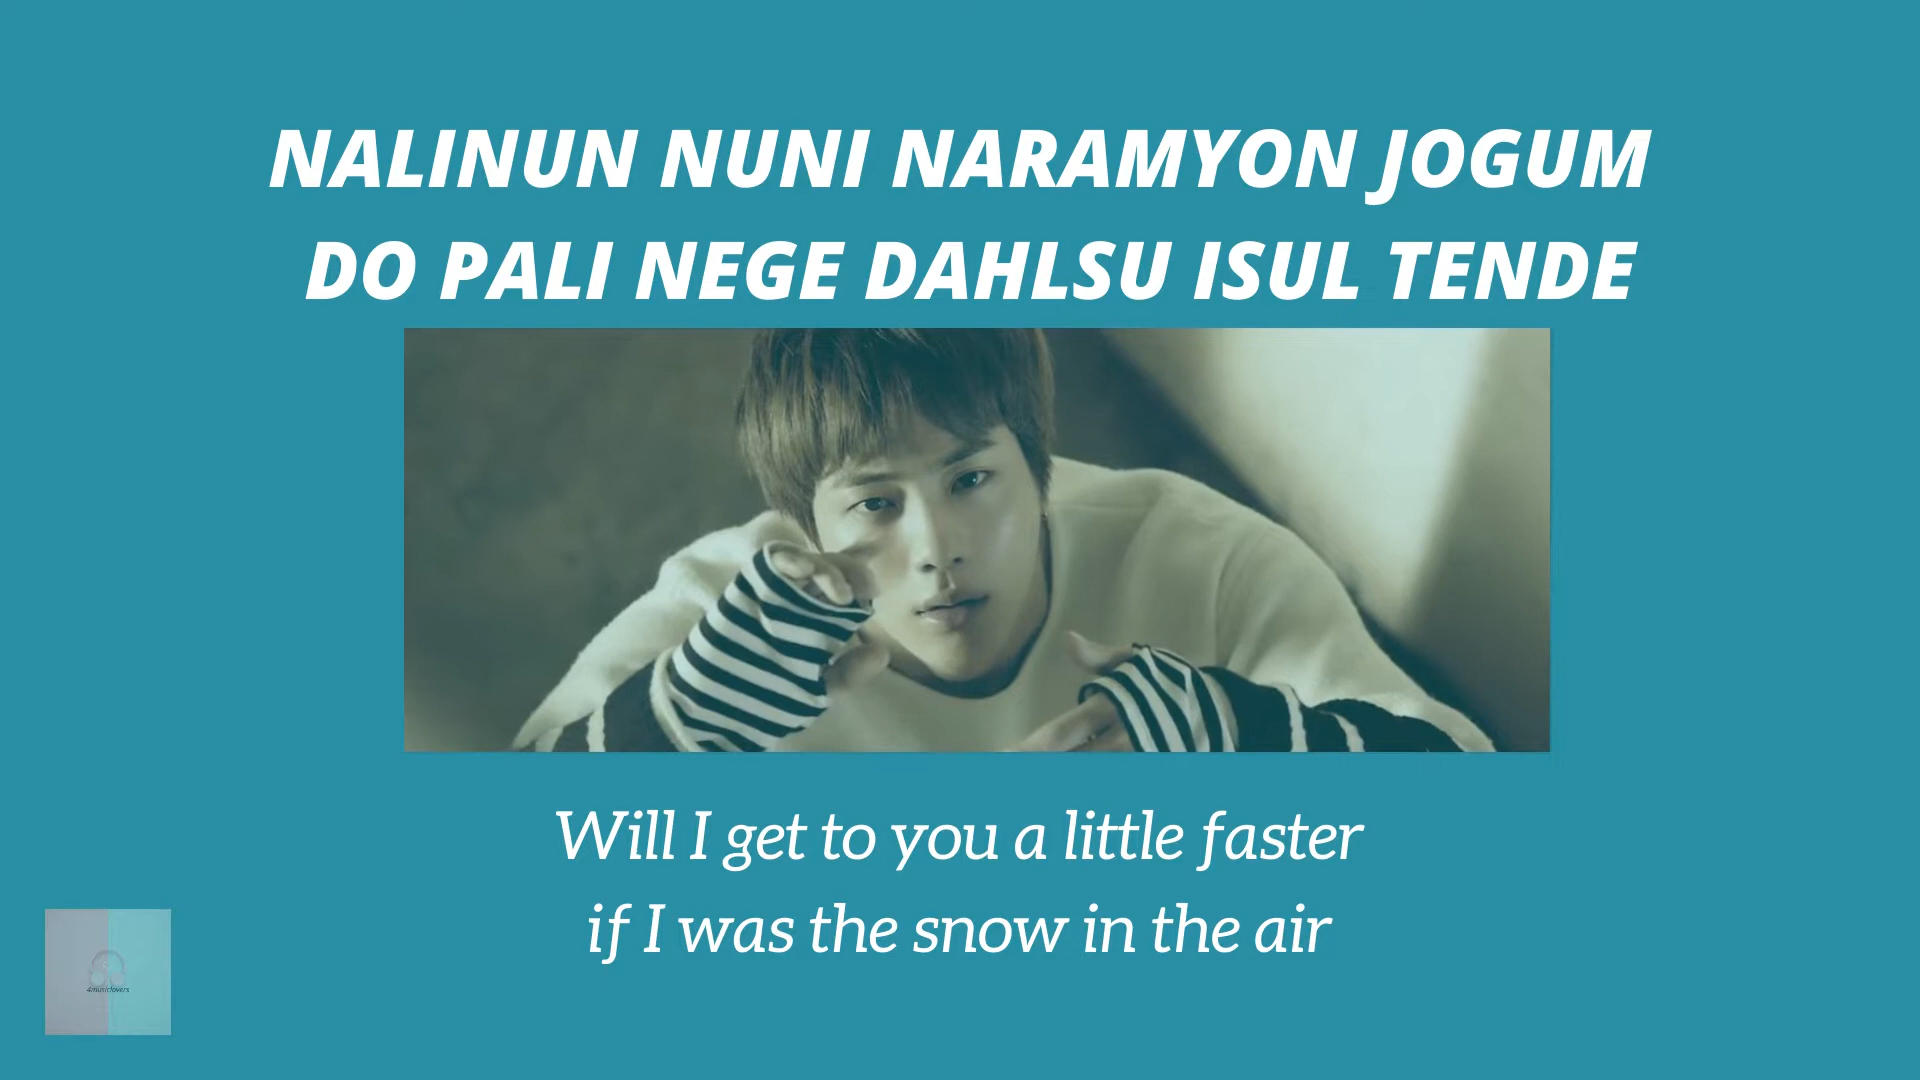 NALINUN NUNI NARAMYON JOGUM
DO PALI NEGE DAHLSU ISUL TENDE
Will I get to you a little faster
if I was the snow in the air
4musiclovers